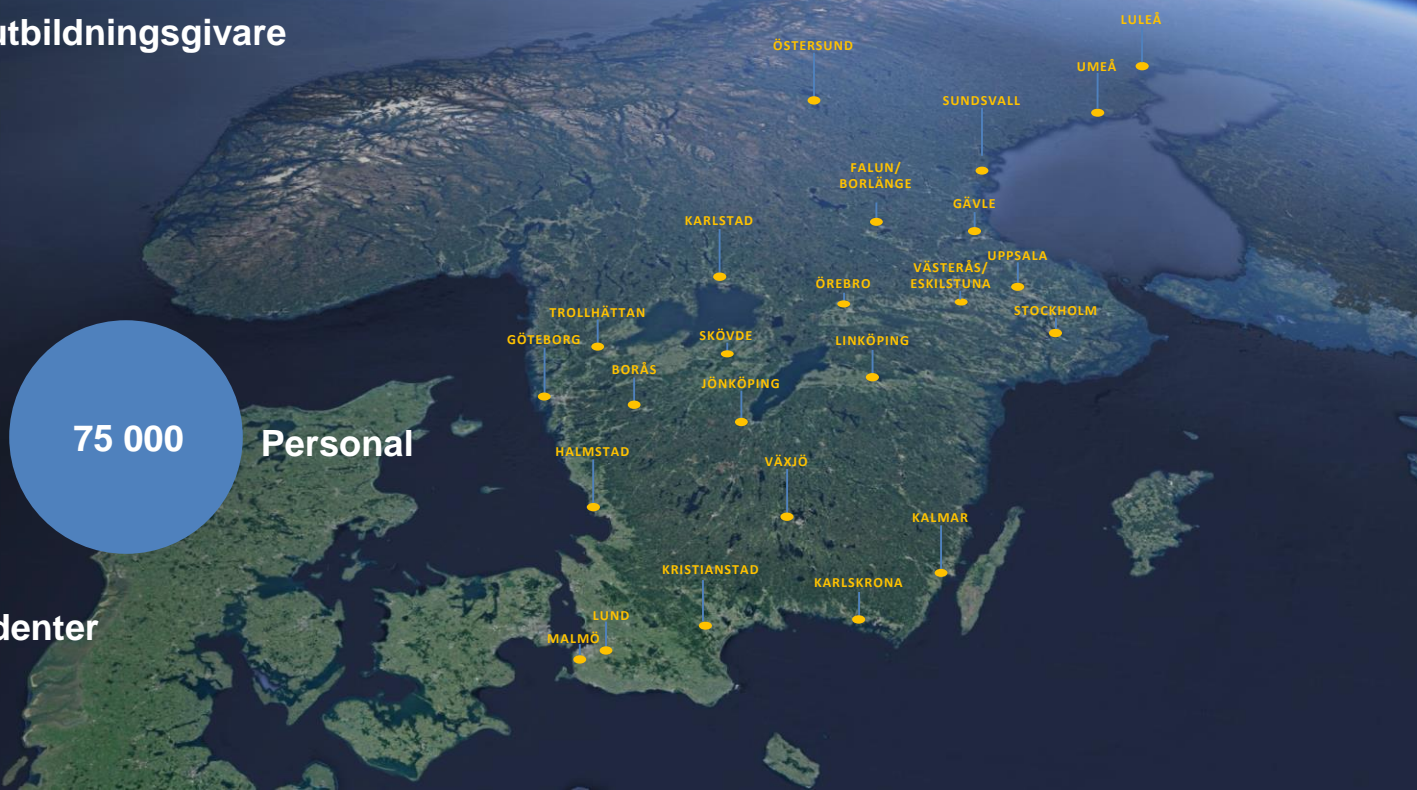 utbildningsgivare
LULEÅ
ÖSTERSUND
UMEÅ
SUNDSVALL
FALUN/
BORLÄNGE
GÄVLE
KARLSTAD
UPPSALA
VÄSTERÅS/
ESKILSTUNA
ÖREBRO
STOCKHOLM
TROLLHÄTTAN
SKÖVDE
GÖTEBORG
LINKÖPING
BORÅS
JÖNKÖPING
75 000
Personal
HALMSTAD
VÄXJÖ
KALMAR
KRISTIANSTAD
KARLSKRONA
LUND
denter
MALMÖ